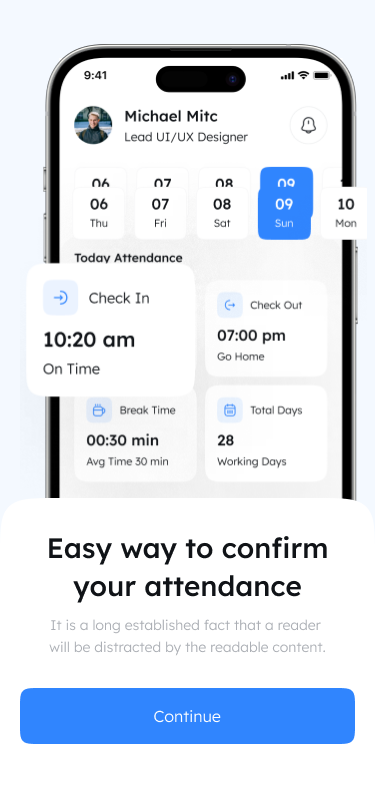 9:41
Michael Mitc
Lead UI/UX Designer
06 07 08 09
06 07 08 09 10
Thu Fri Sat Sun Mon
Today Attendance
Check In
10:20 am
On Time
Check Out
07:00 pm
Go Home
Break Time
00:30 min
Avg Time 30 min
Total Days
28
Working Days
Easy way to confirm
your attendance
It is a long established fact that a reader
will be distracted by the readable content.
Continue